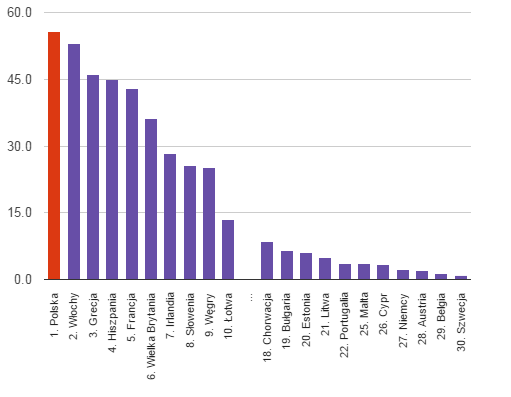 60.0
45.0
30.0
15.0
0.0
1. Polska
2. Włochy
3. Grecja
4. Hiszpania
5. Francja
6. Wielka Brytania
7. Irlandia
8. Słowenia
9. Węgry
10. Łotwa
...
18. Chorwacja
19. Bułgaria
20. Estonia
21. Litwa
22. Portugalia
25. Malta
26. Cypr
27. Niemcy
28. Austria
29. Belgia
30. Szwecja